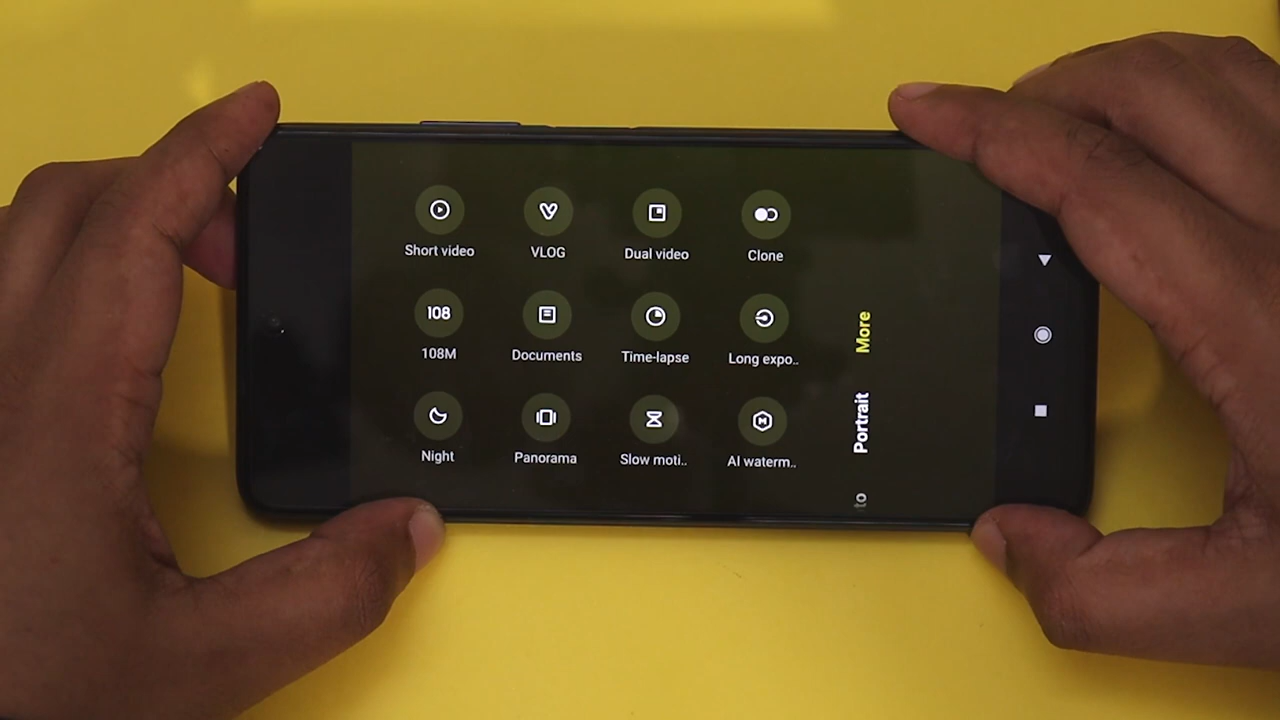 Short video
VLOG
Dual video
Clone
108
108M
Documents
Time-lapse
Long expo..
Night
Panorama
Slow moti..
AI waterm..
More
Portrait
to